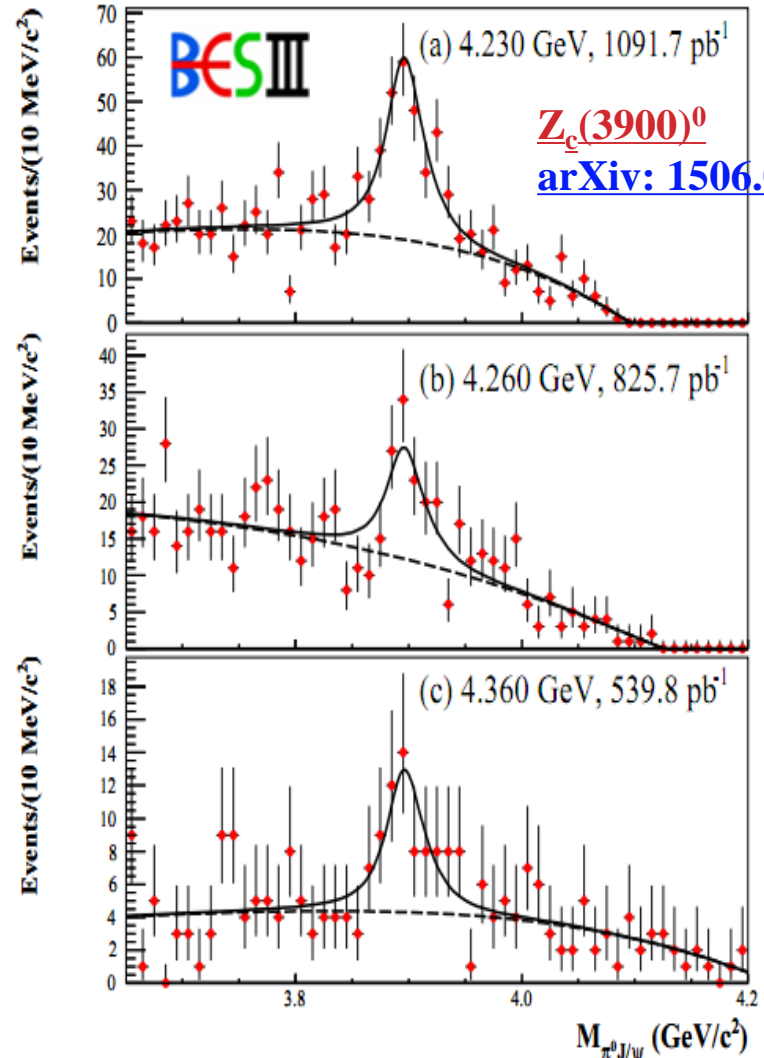 BESIII
(a) 4.230 GeV, 1091.7 pb⁻¹
Z_c(3900)⁰
arXiv: 1506.
Events/(10 MeV/c²)
60
50
40
30
20
10
0
(b) 4.260 GeV, 825.7 pb⁻¹
Events/(10 MeV/c²)
40
35
30
25
20
15
10
5
0
(c) 4.360 GeV, 539.8 pb⁻¹
Events/(10 MeV/c²)
18
16
14
12
10
8
6
4
2
0
3.8 4.0 4.2
M_π⁰J/ψ (GeV/c²)